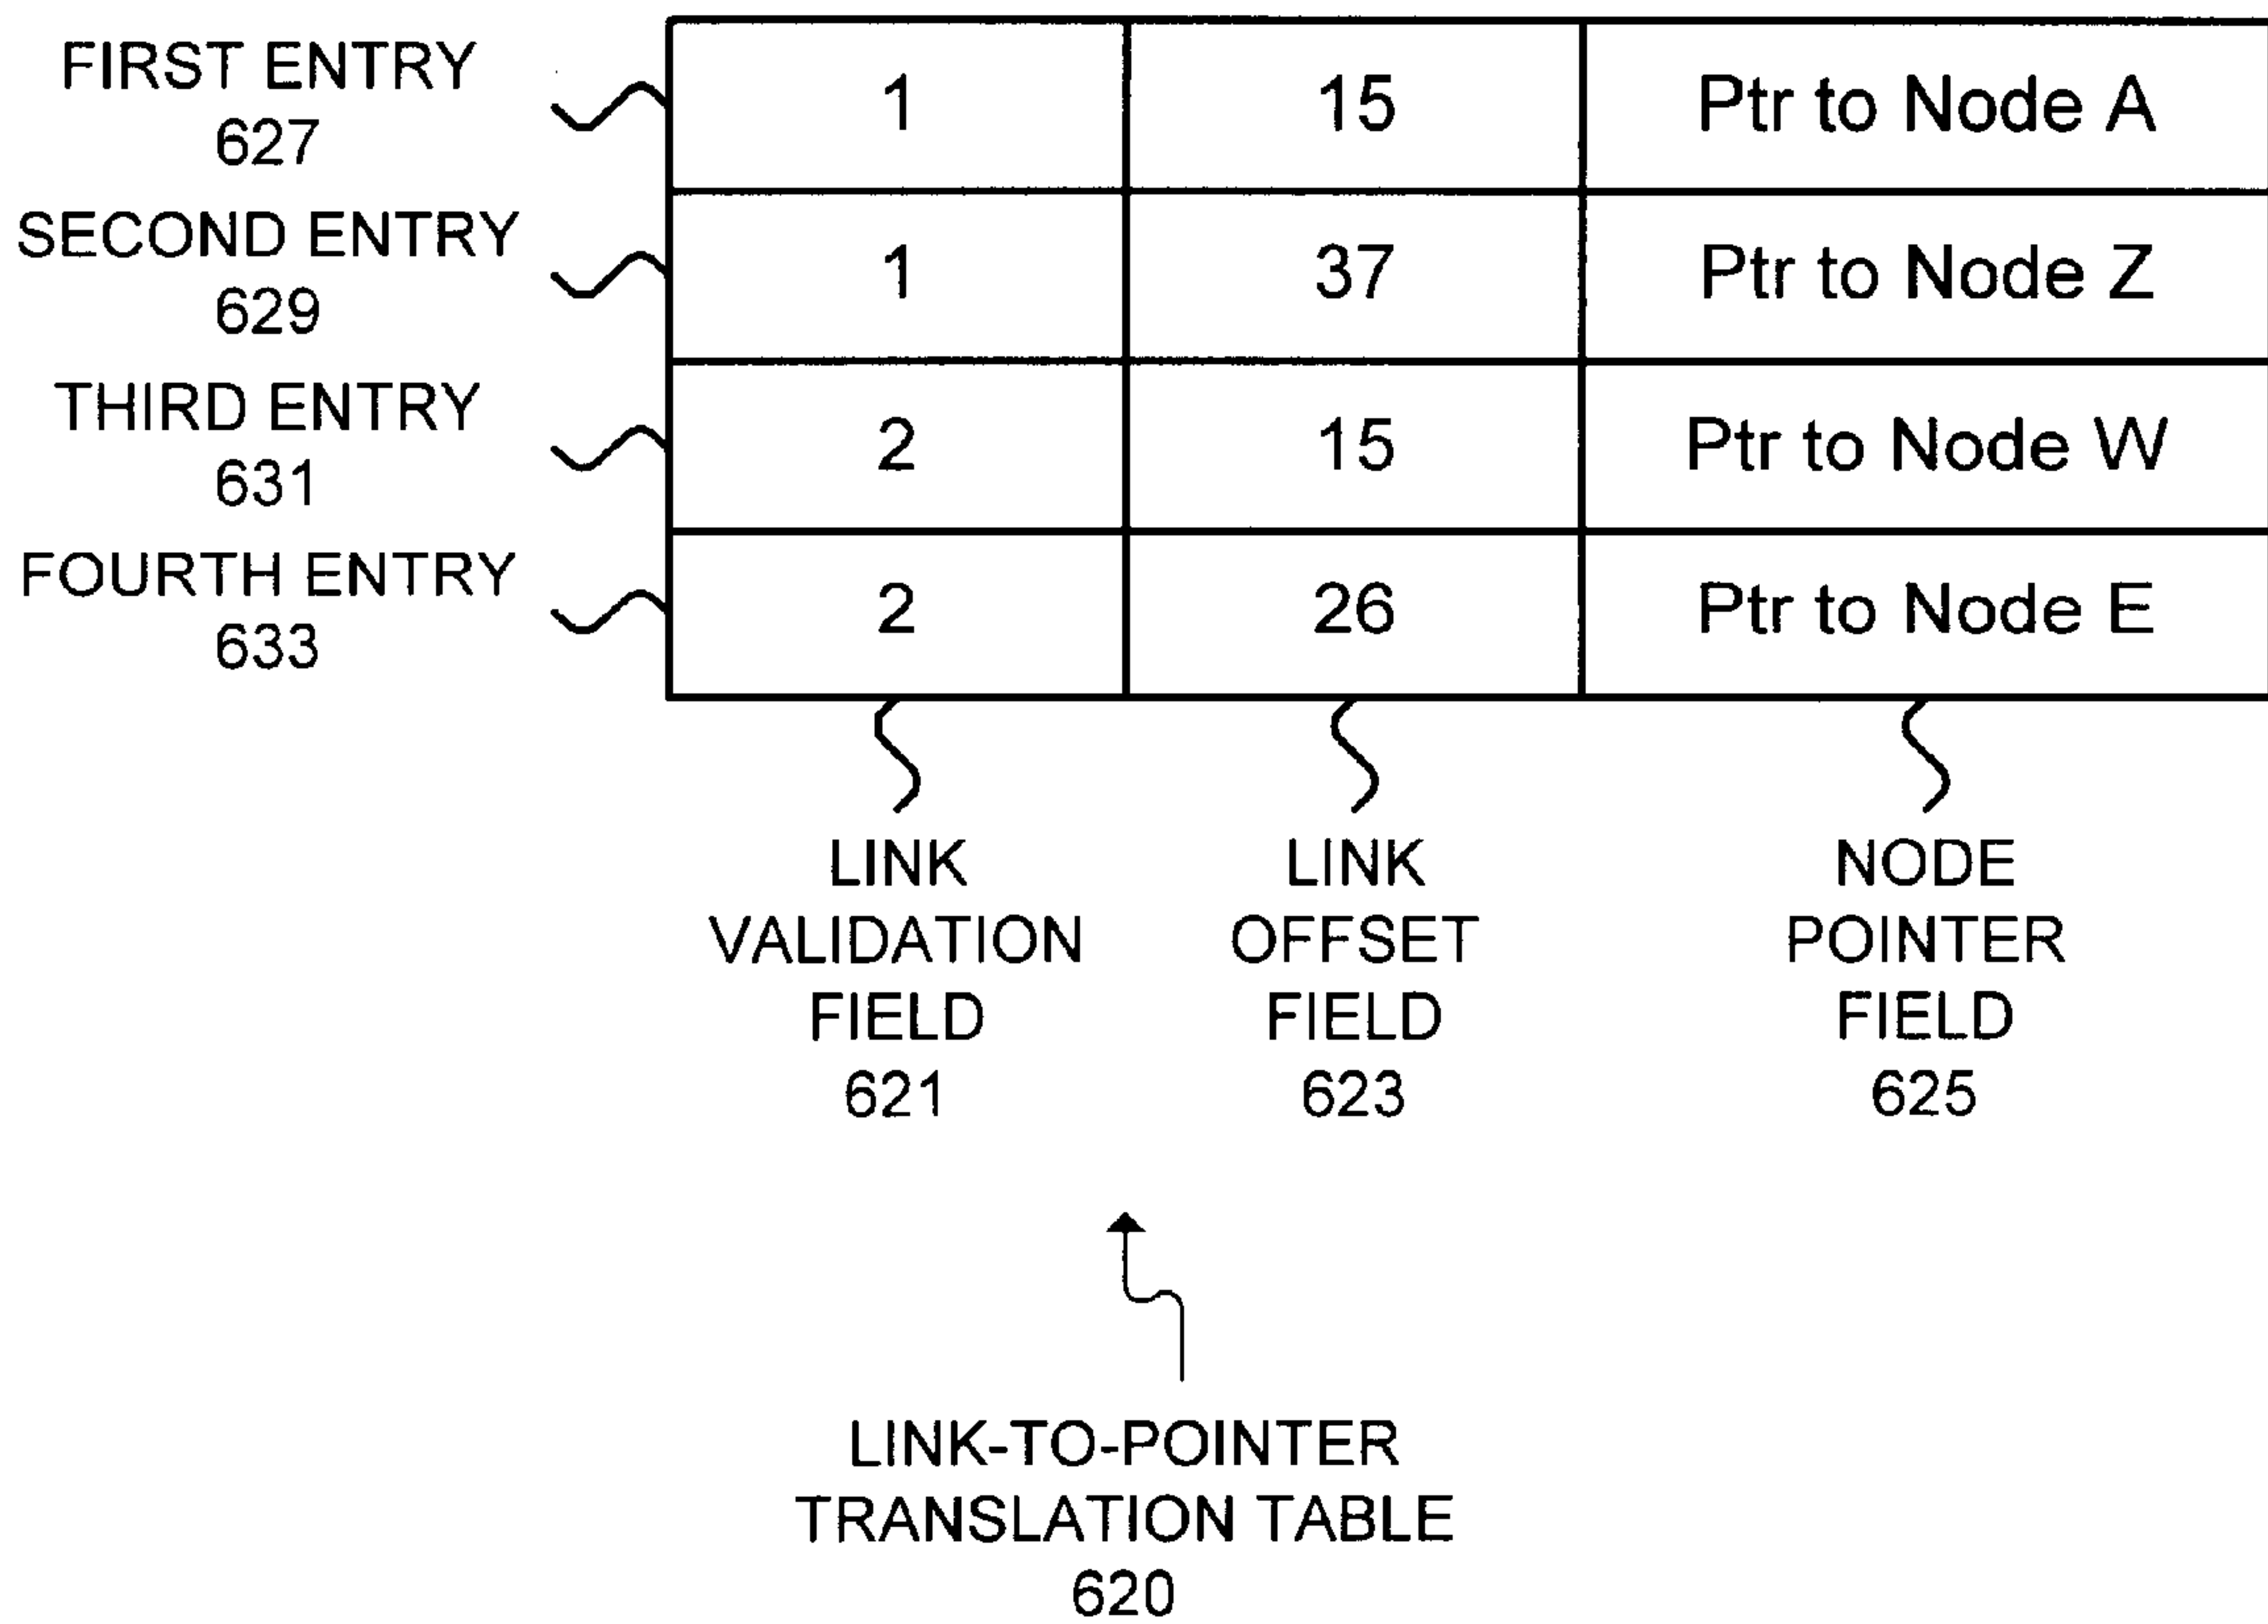 FIRST ENTRY
627
1
15
Ptr to Node A
SECOND ENTRY
629
1
37
Ptr to Node Z
THIRD ENTRY
631
2
15
Ptr to Node W
FOURTH ENTRY
633
2
26
Ptr to Node E
LINK
VALIDATION
FIELD
621
LINK
OFFSET
FIELD
623
NODE
POINTER
FIELD
625
LINK-TO-POINTER
TRANSLATION TABLE
620